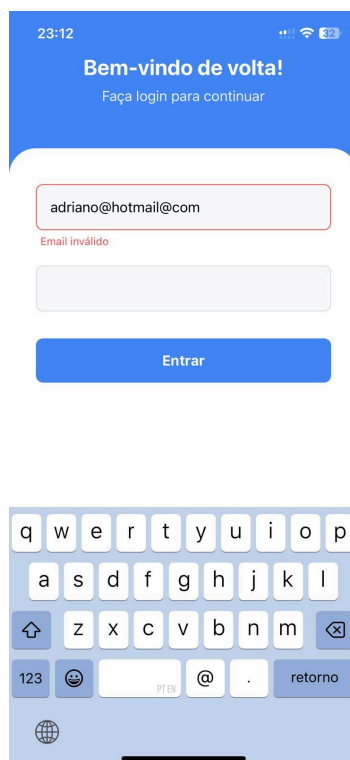 23:12
32
Bem-vindo de volta!
Faça login para continuar
adriano@hotmail@com
Email inválido
Entrar
q w e r t y u i o p
a s d f g h j k l
z x c v b n m
123 PT EN @ . retorno